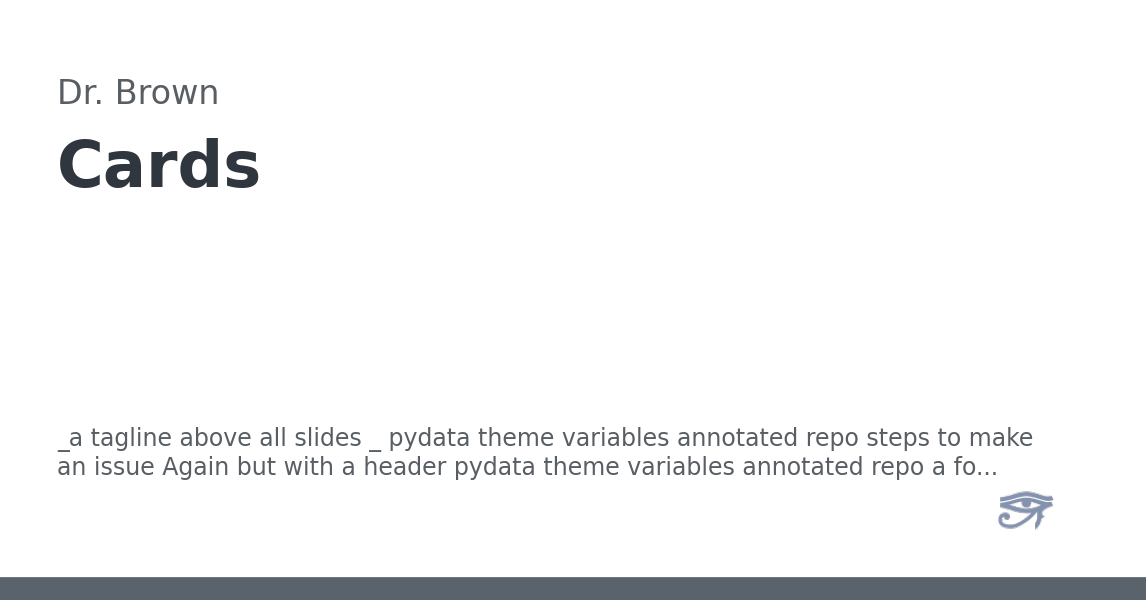 Dr. Brown
Cards
_a tagline above all slides _ pydata theme variables annotated repo steps to make
an issue Again but with a header pydata theme variables annotated repo a fo...